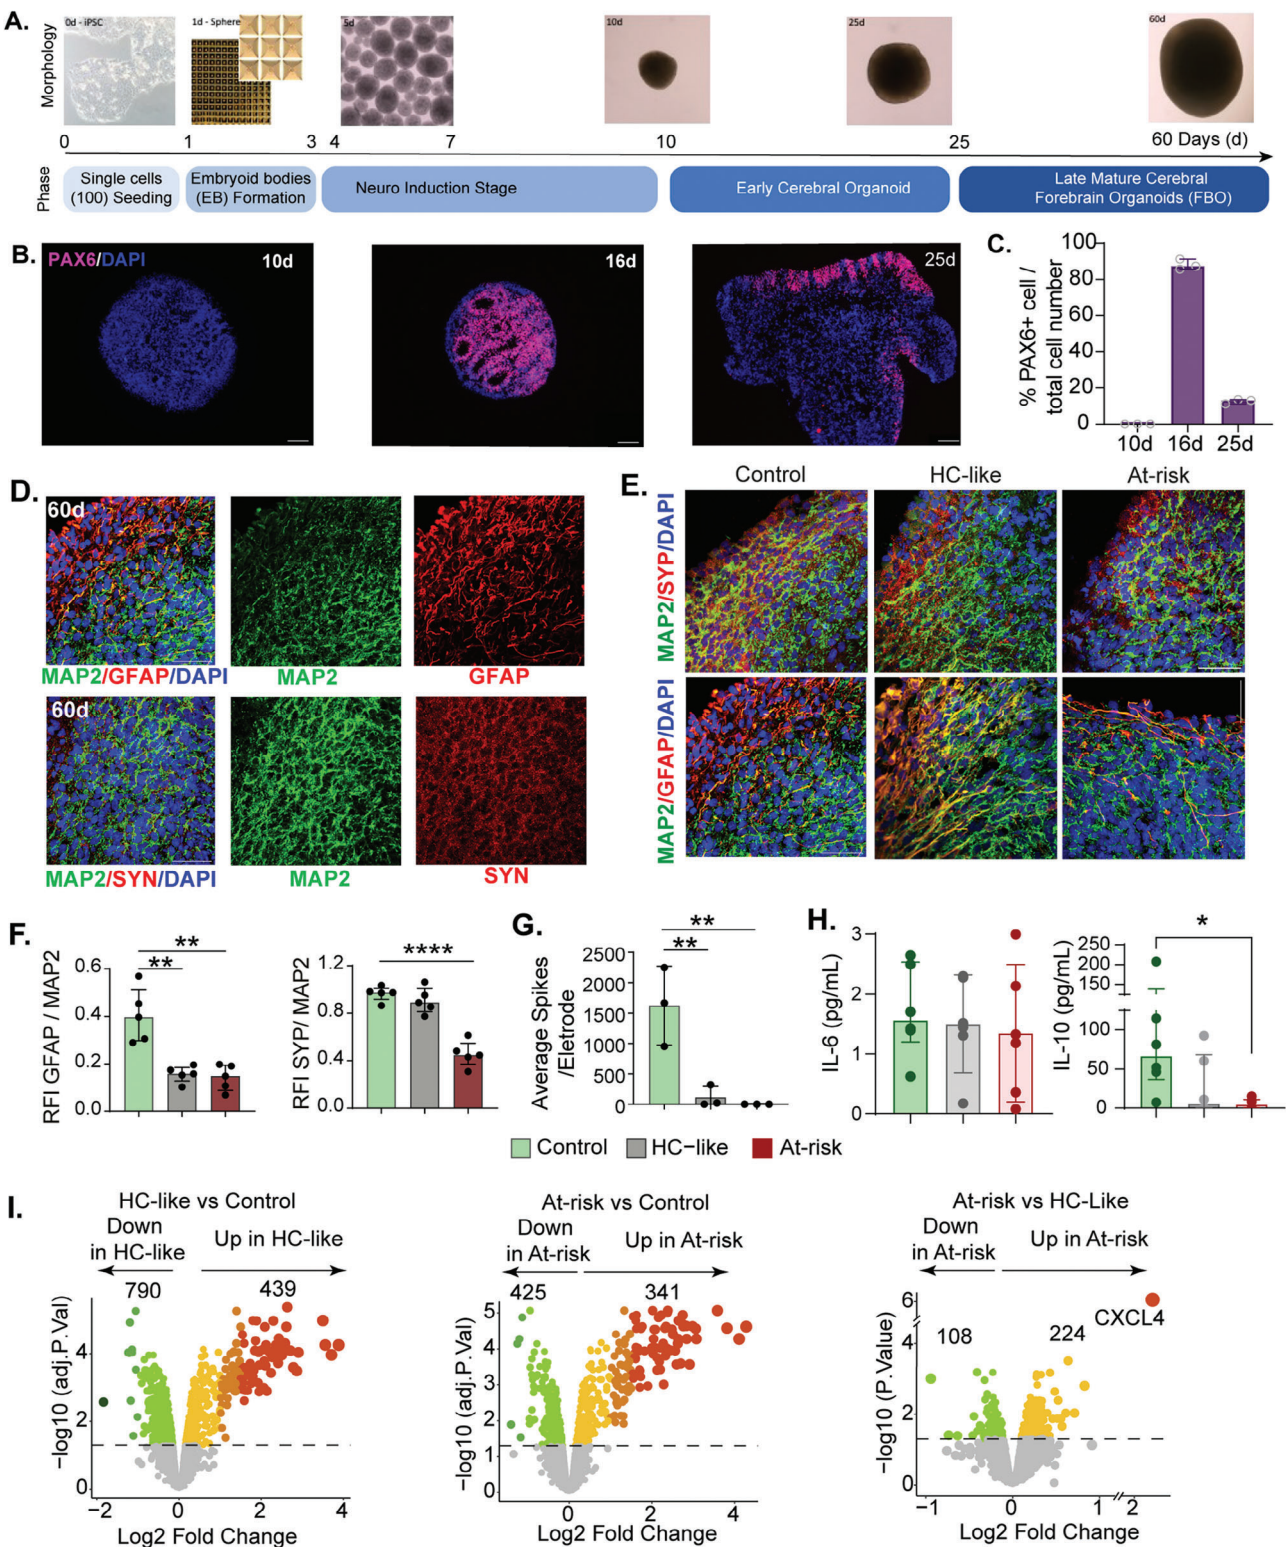 A.
Morphology
0d - iPSC
1d - Sphere
5d
10d
25d
60d
0 1 3 4 7 10 25 60 Days (d)
Phase
Single cells
(100) Seeding
Embryoid bodies
(EB) Formation
Neuro Induction Stage
Early Cerebral Organoid
Late Mature Cerebral
Forebrain Organoids (FBO)
B.
PAX6/DAPI
10d
16d
25d
C.
% PAX6+ cell /
total cell number
100
80
60
40
20
0
10d 16d 25d
D.
60d
MAP2/GFAP/DAPI
MAP2
GFAP
60d
MAP2/SYN/DAPI
MAP2
SYN
E.
Control
HC-like
At-risk
MAP2/SYP/DAPI
MAP2/GFAP/DAPI
F.
RFI GFAP / MAP2
0.6
0.4
0.2
0.0
**
**
RFI SYP/ MAP2
1.2
0.8
0.4
0.0
****
G.
Average Spikes
/Eletrode
2500
2000
1500
1000
500
0
**
**
H.
IL-6 (pg/mL)
3
2
1
0
IL-10 (pg/mL)
250
200
150
100
50
0
*
Control
HC-like
At-risk
I.
HC-like vs Control
Down
in HC-like
Up in HC-like
790
439
-log10 (adj.P.Val)
4
2
0
-2 0 2 4
Log2 Fold Change
At-risk vs Control
Down
in At-risk
Up in At-risk
425
341
-log10 (adj.P.Val)
5
4
3
2
1
0
0 2 4
Log2 Fold Change
At-risk vs HC-Like
Down
in At-risk
Up in At-risk
CXCL4
108
224
-log10 (P.Value)
6
4
2
0
-1 0 1 2
Log2 Fold Change